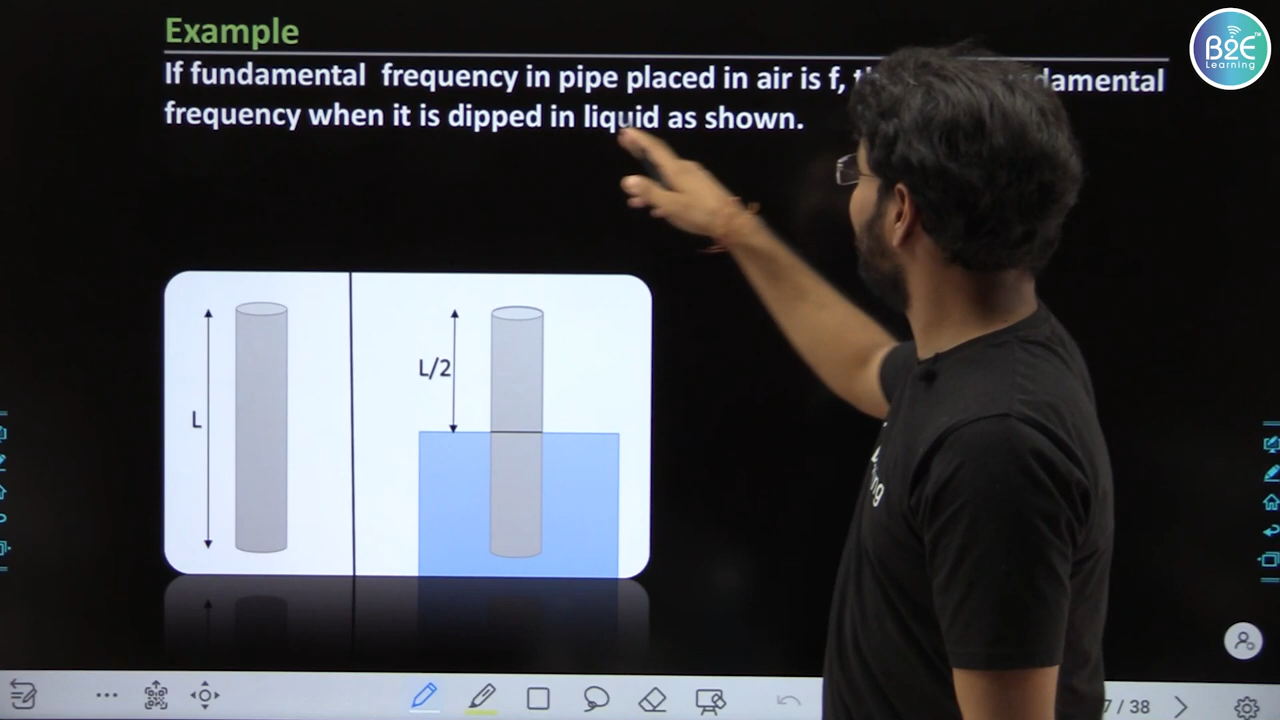 Example
If fundamental frequency in pipe placed in air is f,
frequency when it is dipped in liquid as shown.
L
L/2
B2E
Learning
TM
/ 38